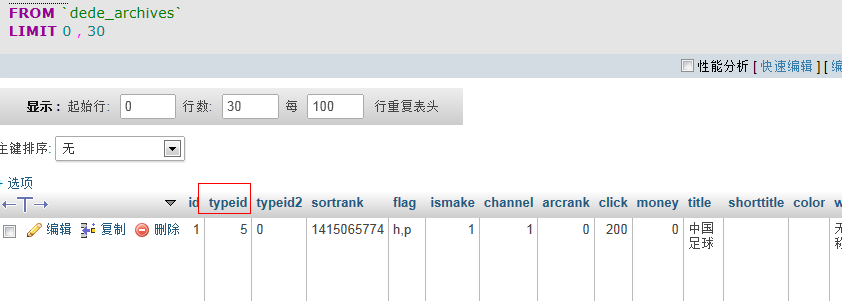 FROM `dede_archives`
LIMIT 0 , 30
性能分析 [ 快速编辑 ] [ 编
显示 : 起始行: 0 行数: 30 每 100 行重复表头
主键排序: 无
+ 选项
←T→ id typeid typeid2 sortrank flag ismake channel arcrank click money title shorttitle color w
编辑 复制 删除 1 5 0 1415065774 h,p 1 1 0 200 0 中国 无
足球 称